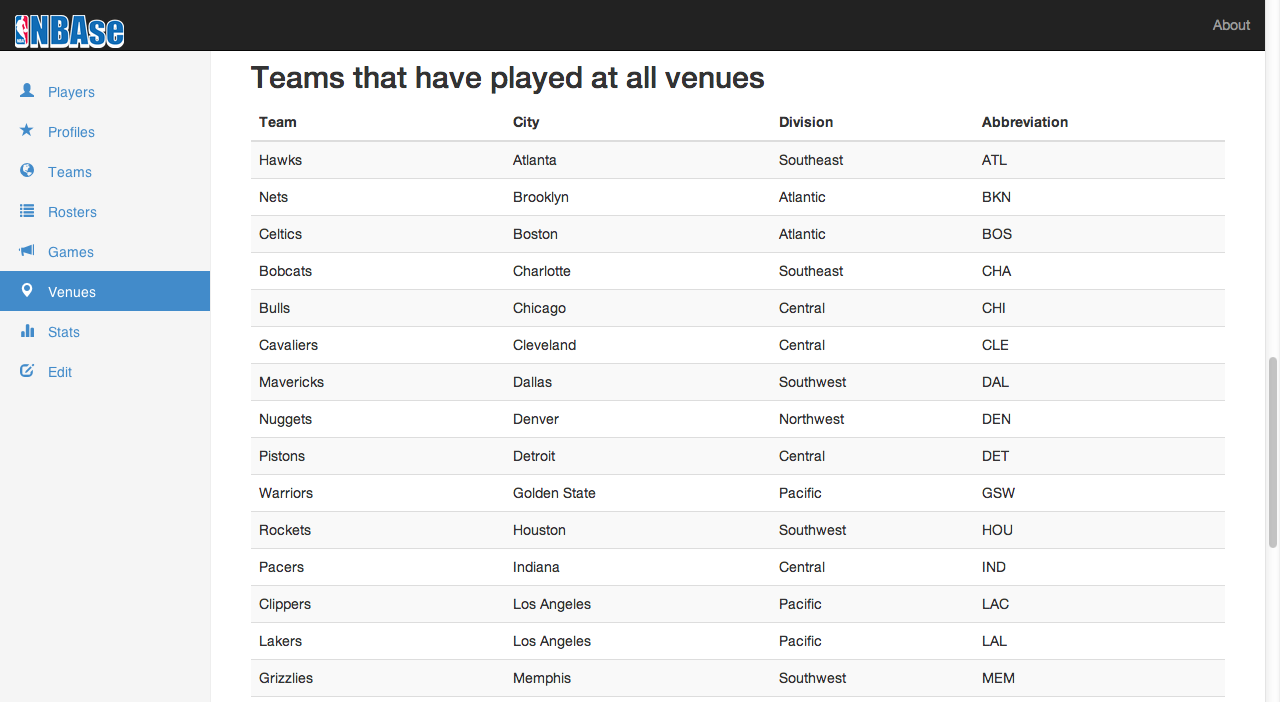 NBAse
About
Players
Profiles
Teams
Rosters
Games
Venues
Stats
Edit
Teams that have played at all venues
Team City Division Abbreviation
Hawks Atlanta Southeast ATL
Nets Brooklyn Atlantic BKN
Celtics Boston Atlantic BOS
Bobcats Charlotte Southeast CHA
Bulls Chicago Central CHI
Cavaliers Cleveland Central CLE
Mavericks Dallas Southwest DAL
Nuggets Denver Northwest DEN
Pistons Detroit Central DET
Warriors Golden State Pacific GSW
Rockets Houston Southwest HOU
Pacers Indiana Central IND
Clippers Los Angeles Pacific LAC
Lakers Los Angeles Pacific LAL
Grizzlies Memphis Southwest MEM